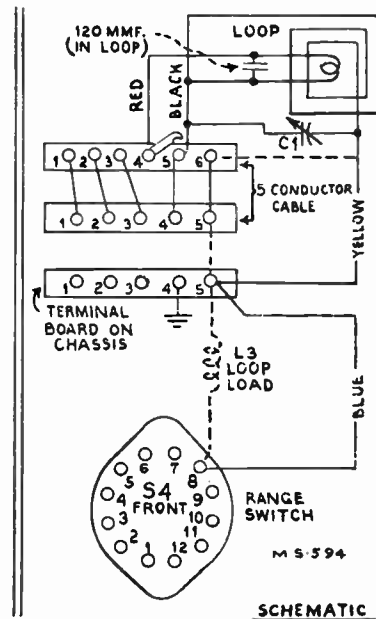 120 MMF.
(IN LOOP)
LOOP
RED
BLACK
C1
1 2 3 4 5 6
5 CONDUCTOR
CABLE
1 2 3 4 5
YELLOW
1 2 3 4 5
TERMINAL
BOARD ON
CHASSIS
L3
LOOP
LOAD
BLUE
6 7
5 8
S4
4 9
FRONT
3 10
2 11
1 12
RANGE
SWITCH
MS-594
SCHEMATIC